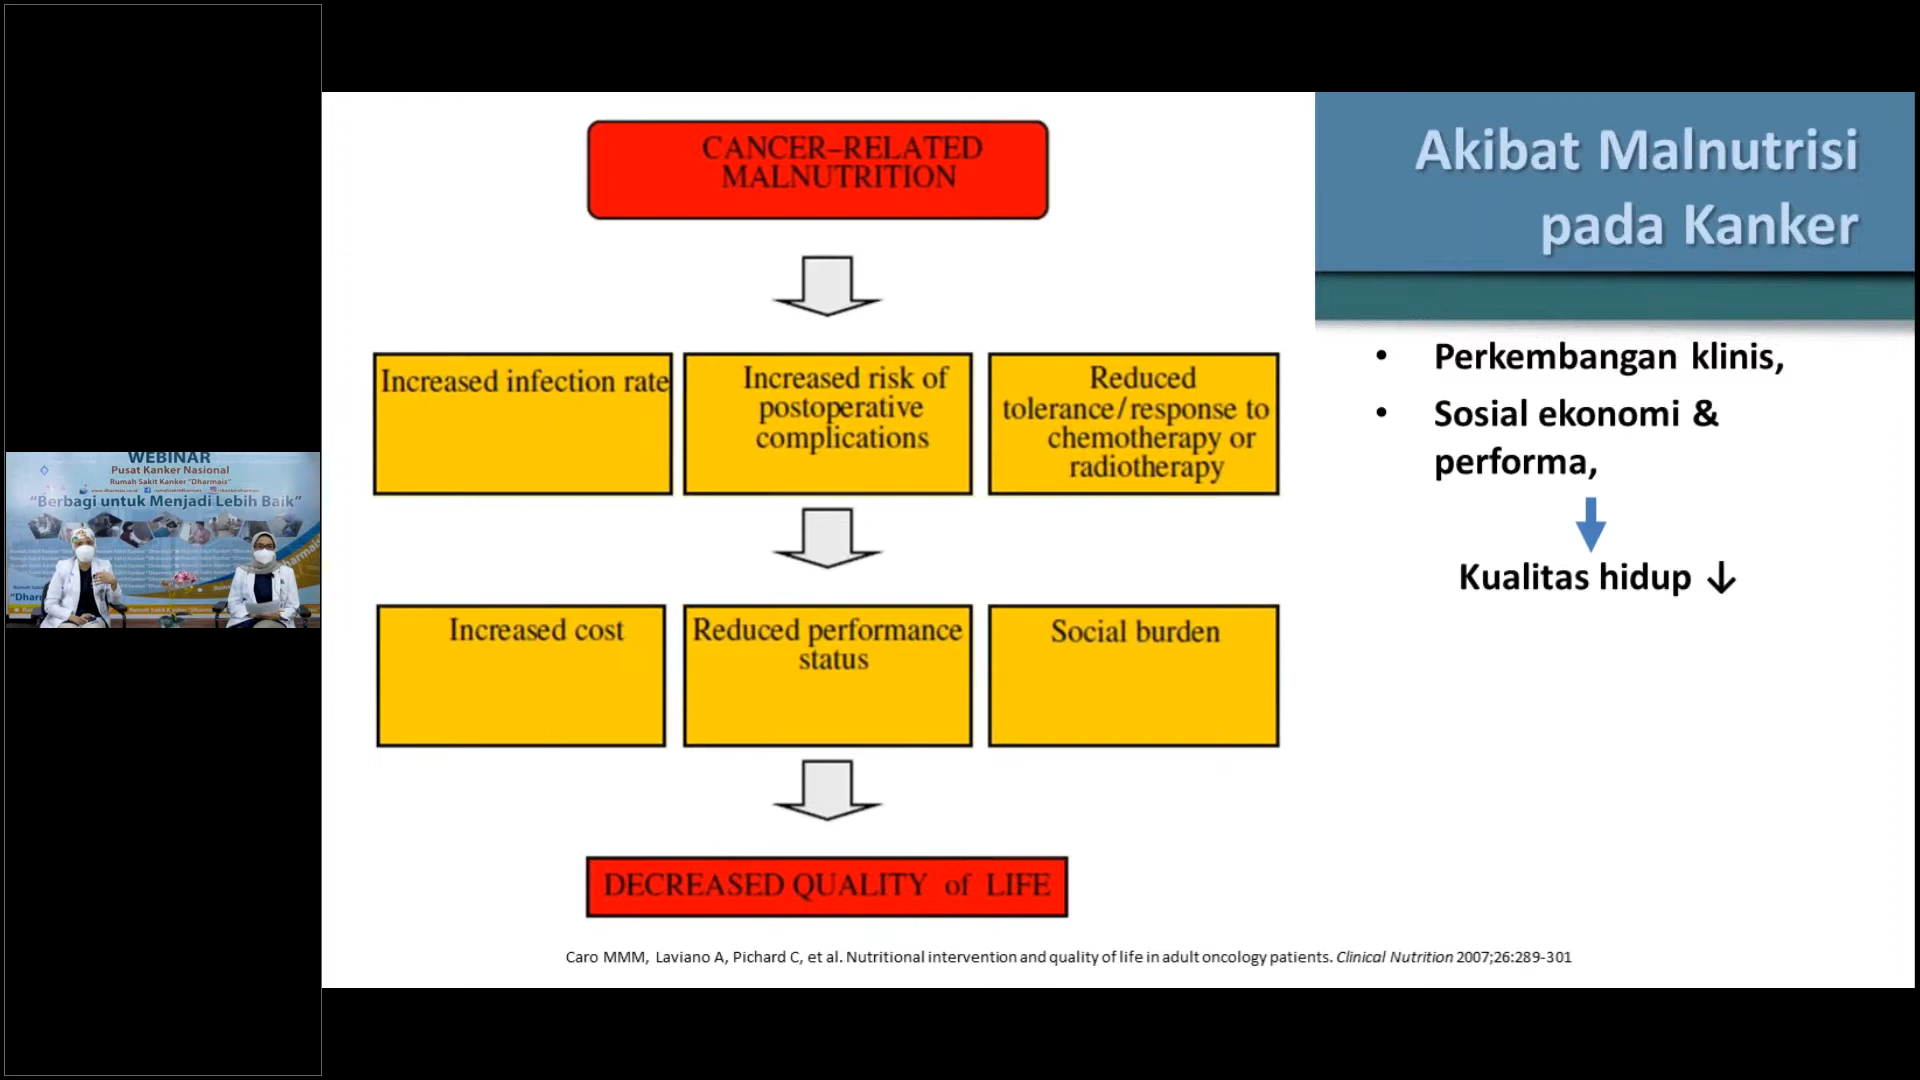 WEBINAR
Pusat Kanker Nasional
Rumah Sakit Kanker "Dharmais"
"Berbagi untuk Menjadi Lebih Baik"
CANCER–RELATED
MALNUTRITION
Increased infection rate
Increased risk of
postoperative
complications
Reduced
tolerance/response to
chemotherapy or
radiotherapy
Increased cost
Reduced performance
status
Social burden
DECREASED QUALITY of LIFE
Caro MMM, Laviano A, Pichard C, et al. Nutritional intervention and quality of life in adult oncology patients. Clinical Nutrition 2007;26:289-301
Akibat Malnutrisi
pada Kanker
• Perkembangan klinis,
• Sosial ekonomi &
performa,
Kualitas hidup ↓